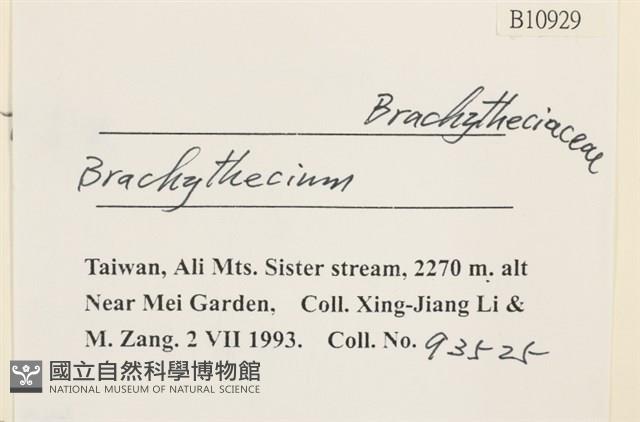 B10929
Brachytheciaceae
Brachythecium
Taiwan, Ali Mts. Sister stream, 2270 m. alt
Near Mei Garden, Coll. Xing-Jiang Li &
M. Zang. 2 VII 1993. Coll. No. 93525
國立自然科學博物館
NATIONAL MUSEUM OF NATURAL SCIENCE